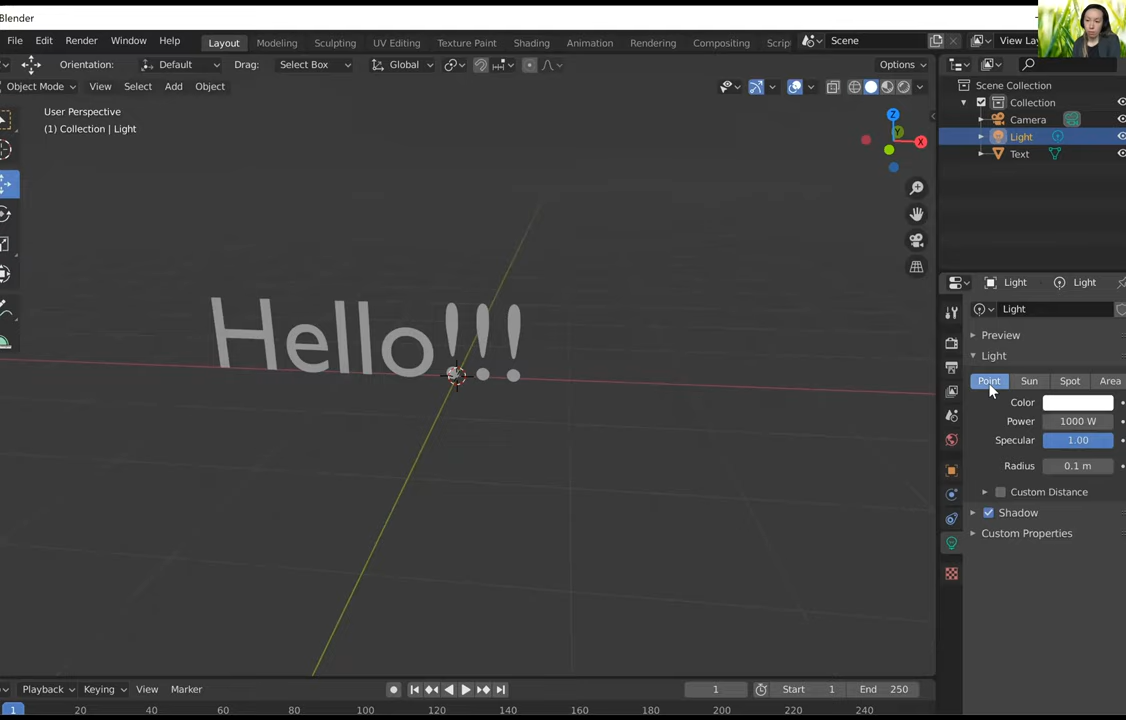 Blender
File Edit Render Window Help Layout Modeling Sculpting UV Editing Texture Paint Shading Animation Rendering Compositing Scrip Scene View Lay
Orientation: Default Drag: Select Box Global Options
Object Mode View Select Add Object
User Perspective
(1) Collection | Light
Z
Y
X
Hello!!!
Scene Collection
Collection
Camera
Light
Text
Light Light
Light
Preview
Light
Point Sun Spot Area
Color
Power 1000 W
Specular 1.00
Radius 0.1 m
Custom Distance
Shadow
Custom Properties
Playback Keying View Marker 1 Start 1 End 250
1 20 40 60 80 100 120 140 160 180 200 220 240